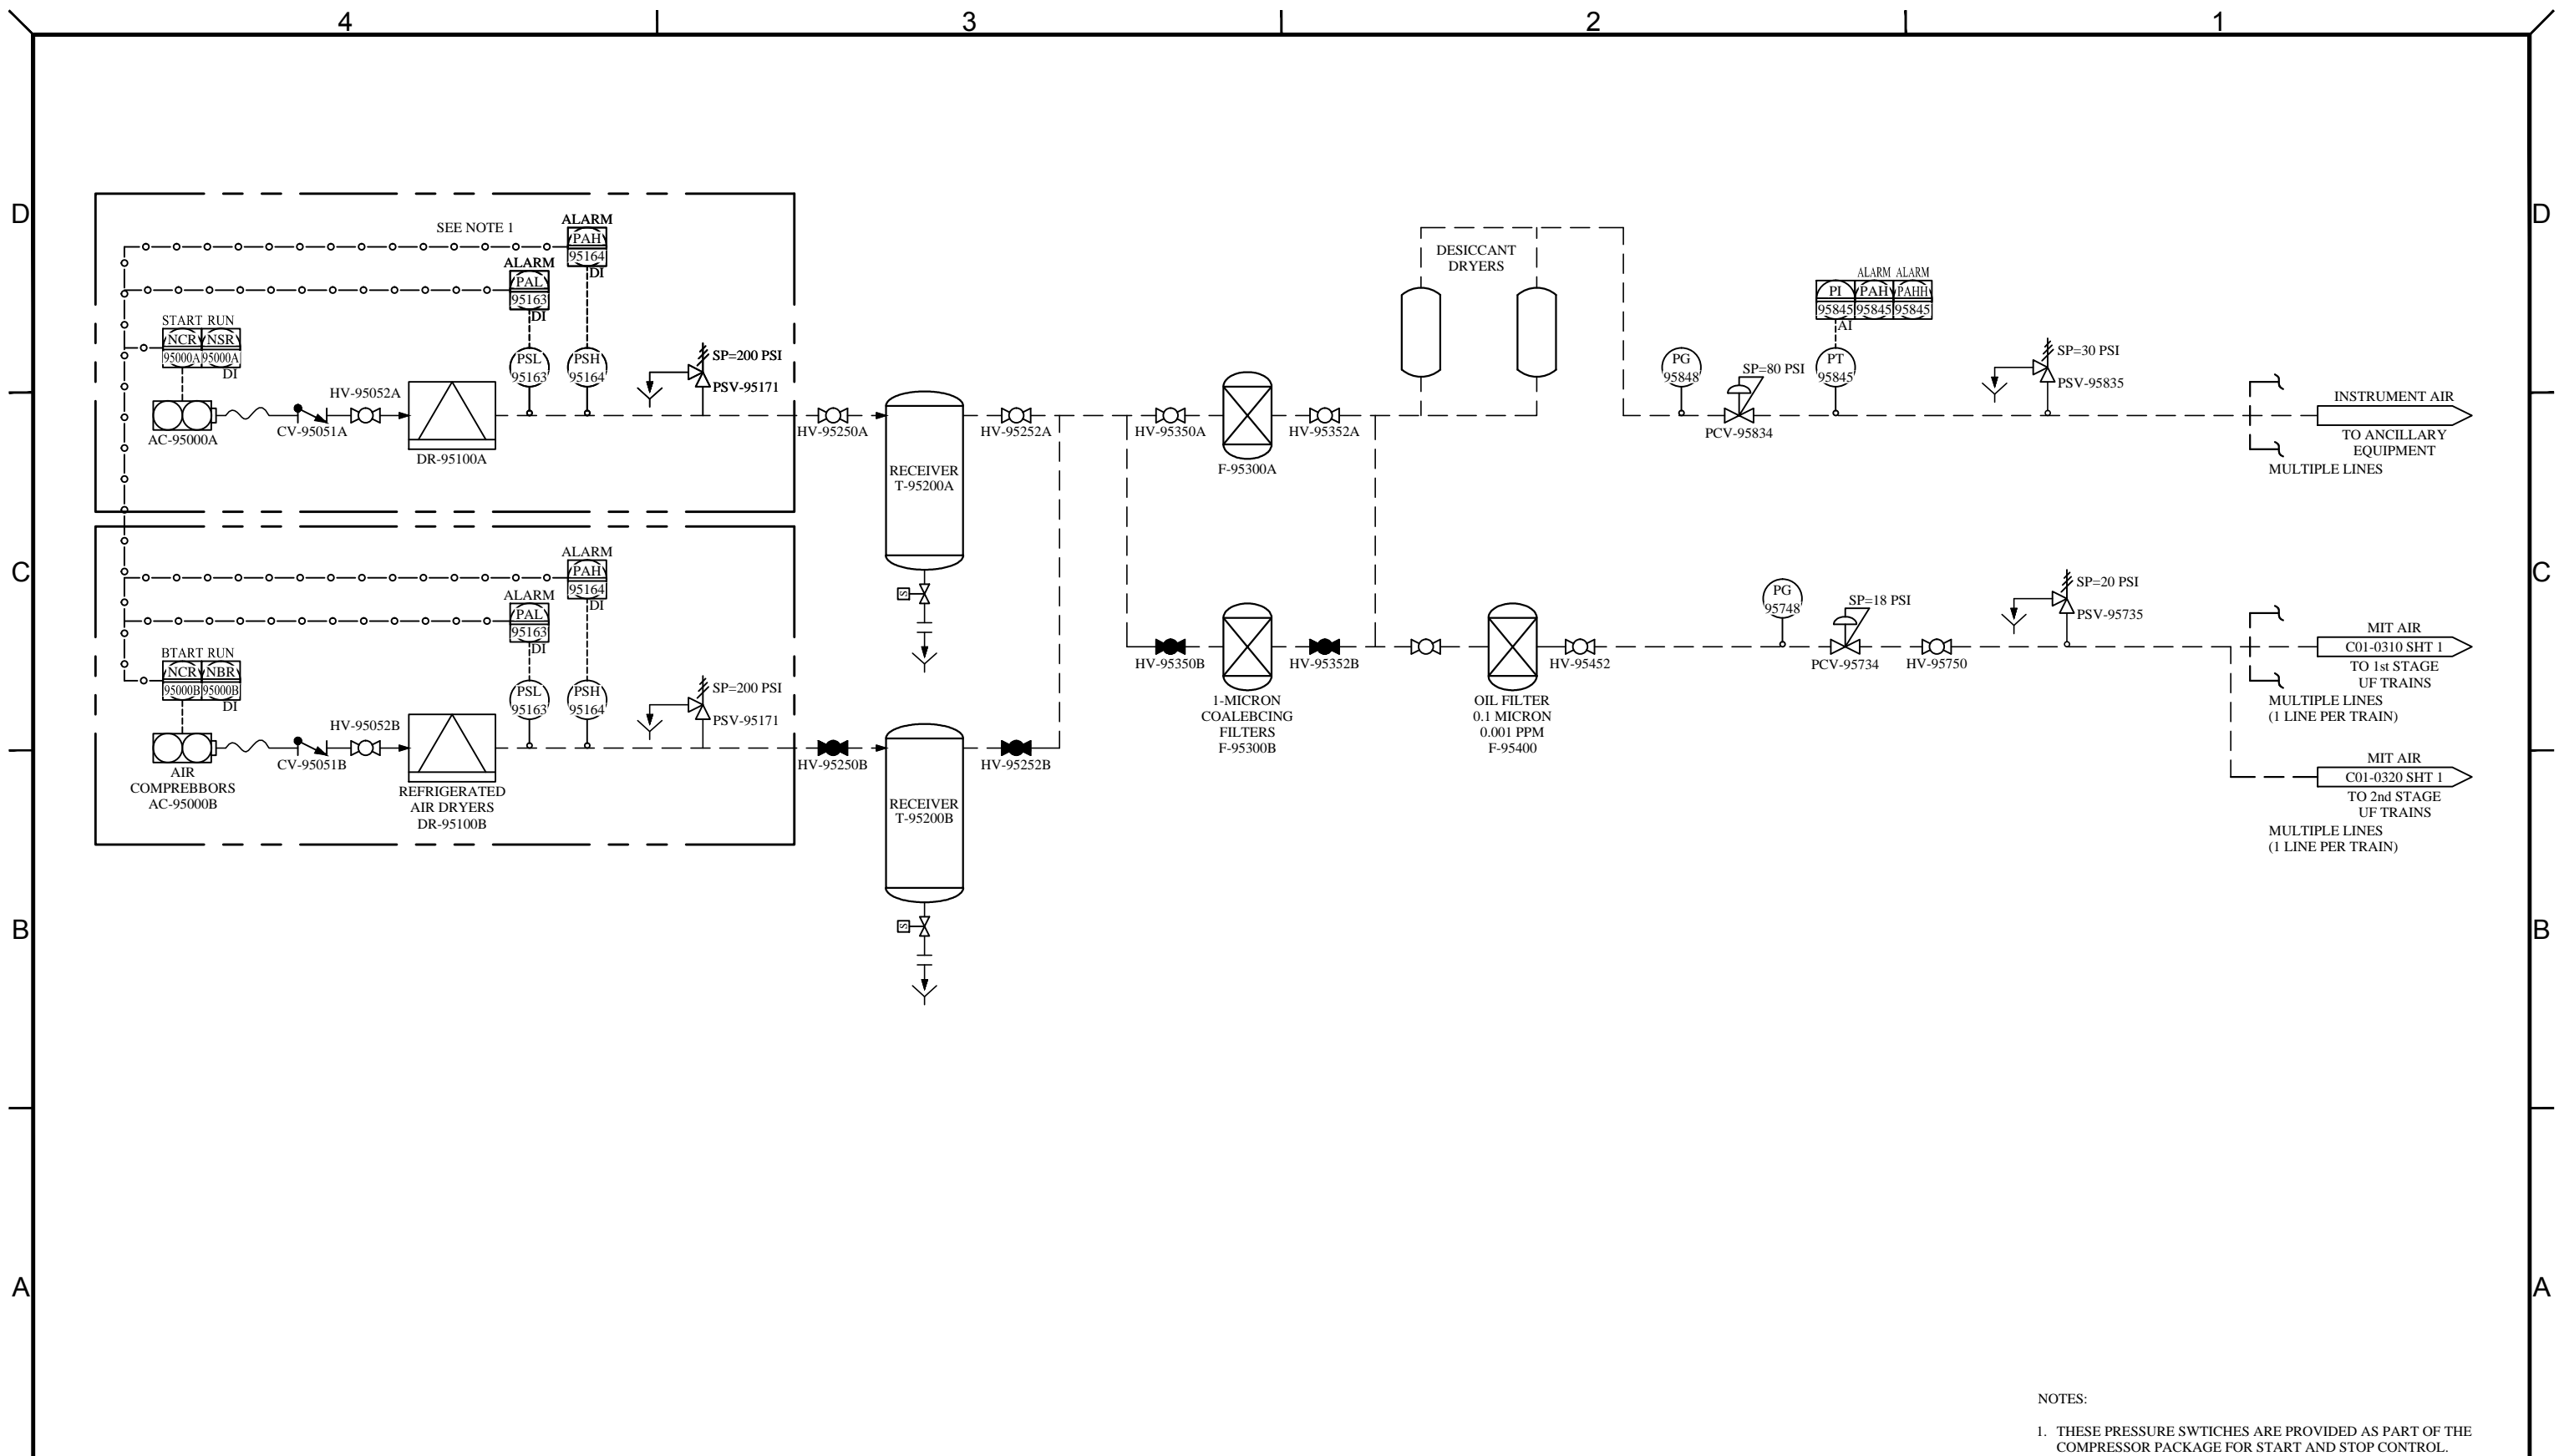 4
3
2
1
D
D
C
C
B
B
A
A
SEE NOTE 1
ALARM
PAH
95164
DI
ALARM
PAL
95163
DI
START RUN
NCR NSR
95000A 95000A
DI
PSL
95163
PSH
95164
SP=200 PSI
PSV-95171
HV-95052A
CV-95051A
AC-95000A
DR-95100A
HV-95250A
RECEIVER
T-95200A
S
HV-95252A
HV-95350A
F-95300A
HV-95352A
DESICCANT
DRYERS
PG
95848
SP=80 PSI
PCV-95834
ALARM ALARM
PI PAH PAHH
95845 95845 95845
AI
PT
95845
SP=30 PSI
PSV-95835
MULTIPLE LINES
INSTRUMENT AIR
TO ANCILLARY
EQUIPMENT
ALARM
PAH
95164
DI
ALARM
PAL
95163
DI
BTART RUN
NCR NBR
95000B 95000B
DI
PSL
95163
PSH
95164
SP=200 PSI
PSV-95171
HV-95052B
CV-95051B
AIR
COMPREBBORS
AC-95000B
REFRIGERATED
AIR DRYERS
DR-95100B
HV-95250B
RECEIVER
T-95200B
S
HV-95252B
HV-95350B
1-MICRON
COALEBCING
FILTERS
F-95300B
HV-95352B
OIL FILTER
0.1 MICRON
0.001 PPM
F-95400
HV-95452
PG
95748
SP=18 PSI
PCV-95734
HV-95750
SP=20 PSI
PSV-95735
MIT AIR
C01-0310 SHT 1
TO 1st STAGE
UF TRAINS
MULTIPLE LINES
(1 LINE PER TRAIN)
MIT AIR
C01-0320 SHT 1
TO 2nd STAGE
UF TRAINS
MULTIPLE LINES
(1 LINE PER TRAIN)
NOTES:
1. THESE PRESSURE SWTICHES ARE PROVIDED AS PART OF THE
COMPRESSOR PACKAGE FOR START AND STOP CONTROL.